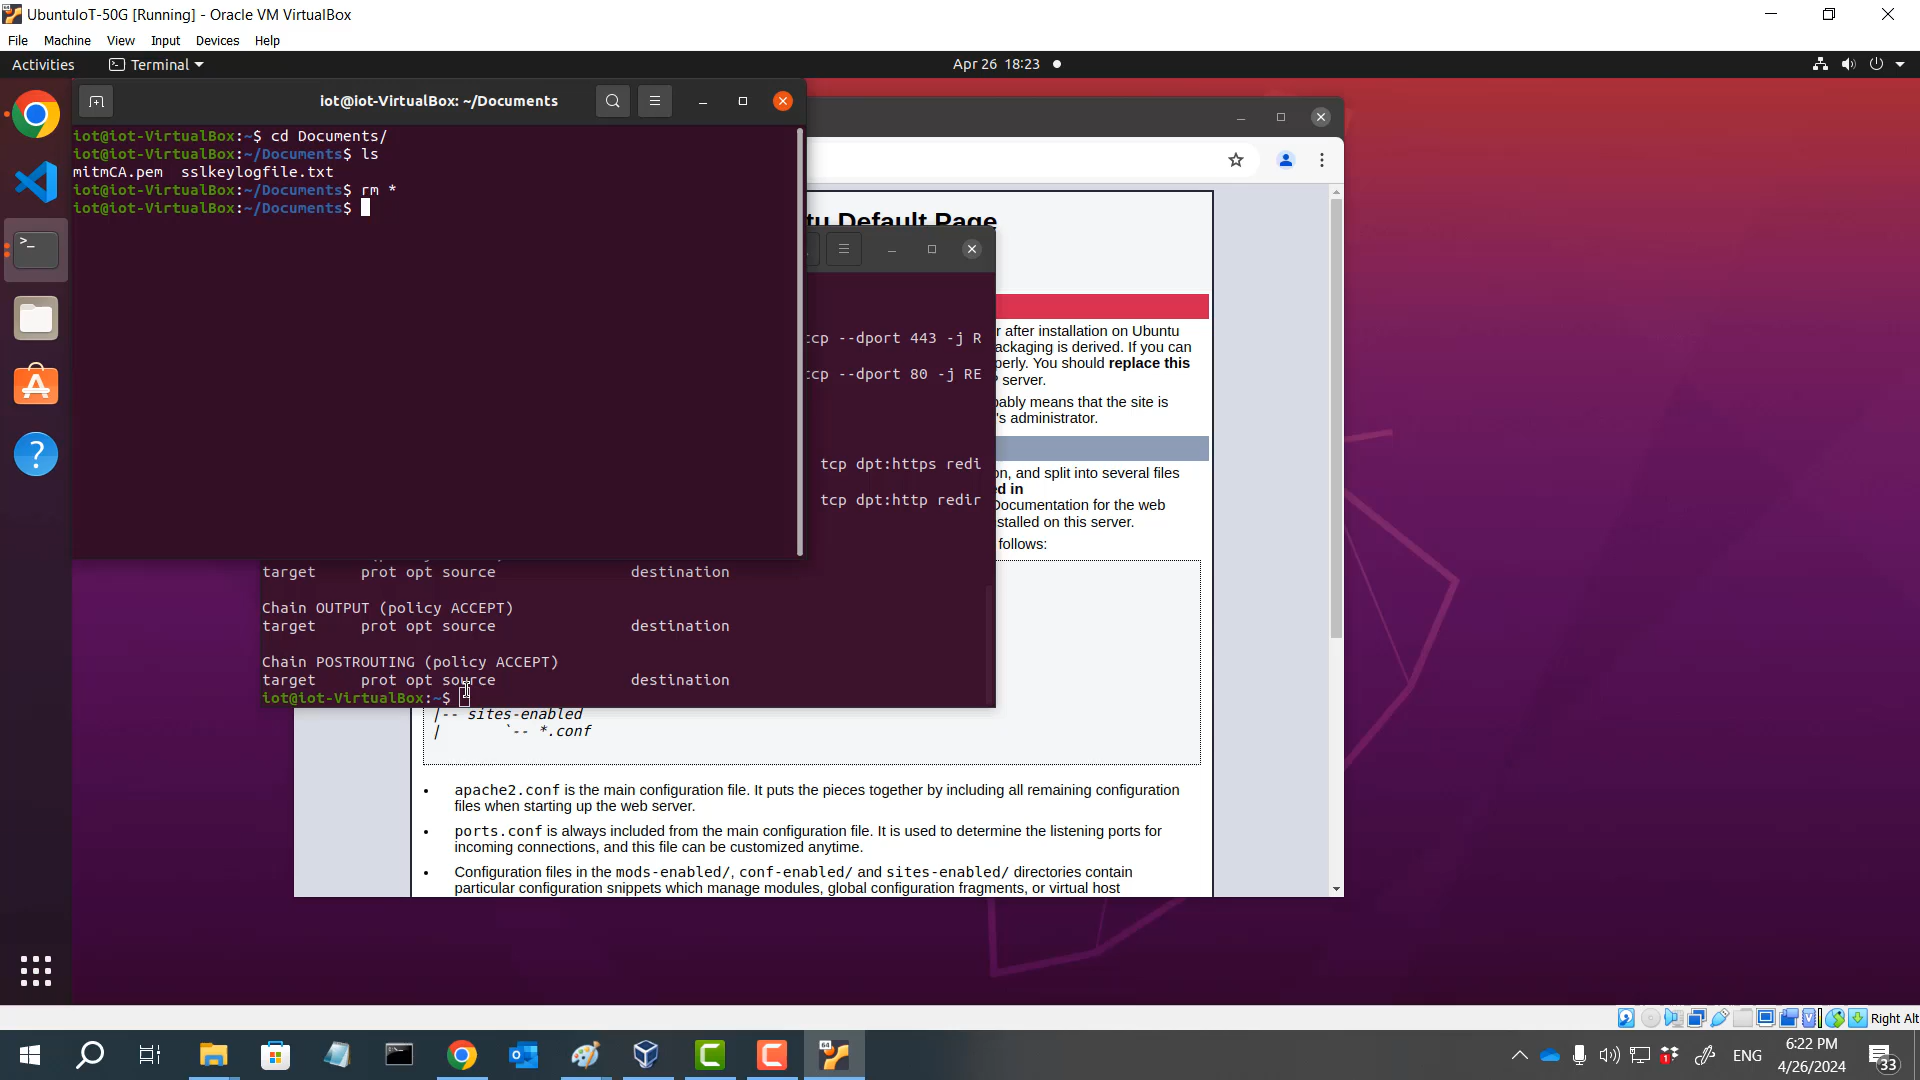 UbuntuIoT-50G [Running] - Oracle VM VirtualBox
File Machine View Input Devices Help
Activities Terminal Apr 26 18:23
iot@iot-VirtualBox: ~/Documents
iot@iot-VirtualBox:~$ cd Documents/
iot@iot-VirtualBox:~/Documents$ ls
mitmCA.pem sslkeylogfile.txt
iot@iot-VirtualBox:~/Documents$ rm *
iot@iot-VirtualBox:~/Documents$
tu Default Page
cp --dport 443 -j R
cp --dport 80 -j RE
tcp dpt:https redi
tcp dpt:http redir
r after installation on Ubuntu
ackaging is derived. If you can
perly. You should replace this
server.
bably means that the site is
's administrator.
on, and split into several files
d in
Documentation for the web
stalled on this server.
follows:
target prot opt source destination
Chain OUTPUT (policy ACCEPT)
target prot opt source destination
Chain POSTROUTING (policy ACCEPT)
target prot opt source destination
iot@iot-VirtualBox:~$
|-- sites-enabled
| `-- *.conf
apache2.conf is the main configuration file. It puts the pieces together by including all remaining configuration
files when starting up the web server.
ports.conf is always included from the main configuration file. It is used to determine the listening ports for
incoming connections, and this file can be customized anytime.
Configuration files in the mods-enabled/, conf-enabled/ and sites-enabled/ directories contain
particular configuration snippets which manage modules, global configuration fragments, or virtual host
Right Alt
ENG
6:22 PM
4/26/2024
33